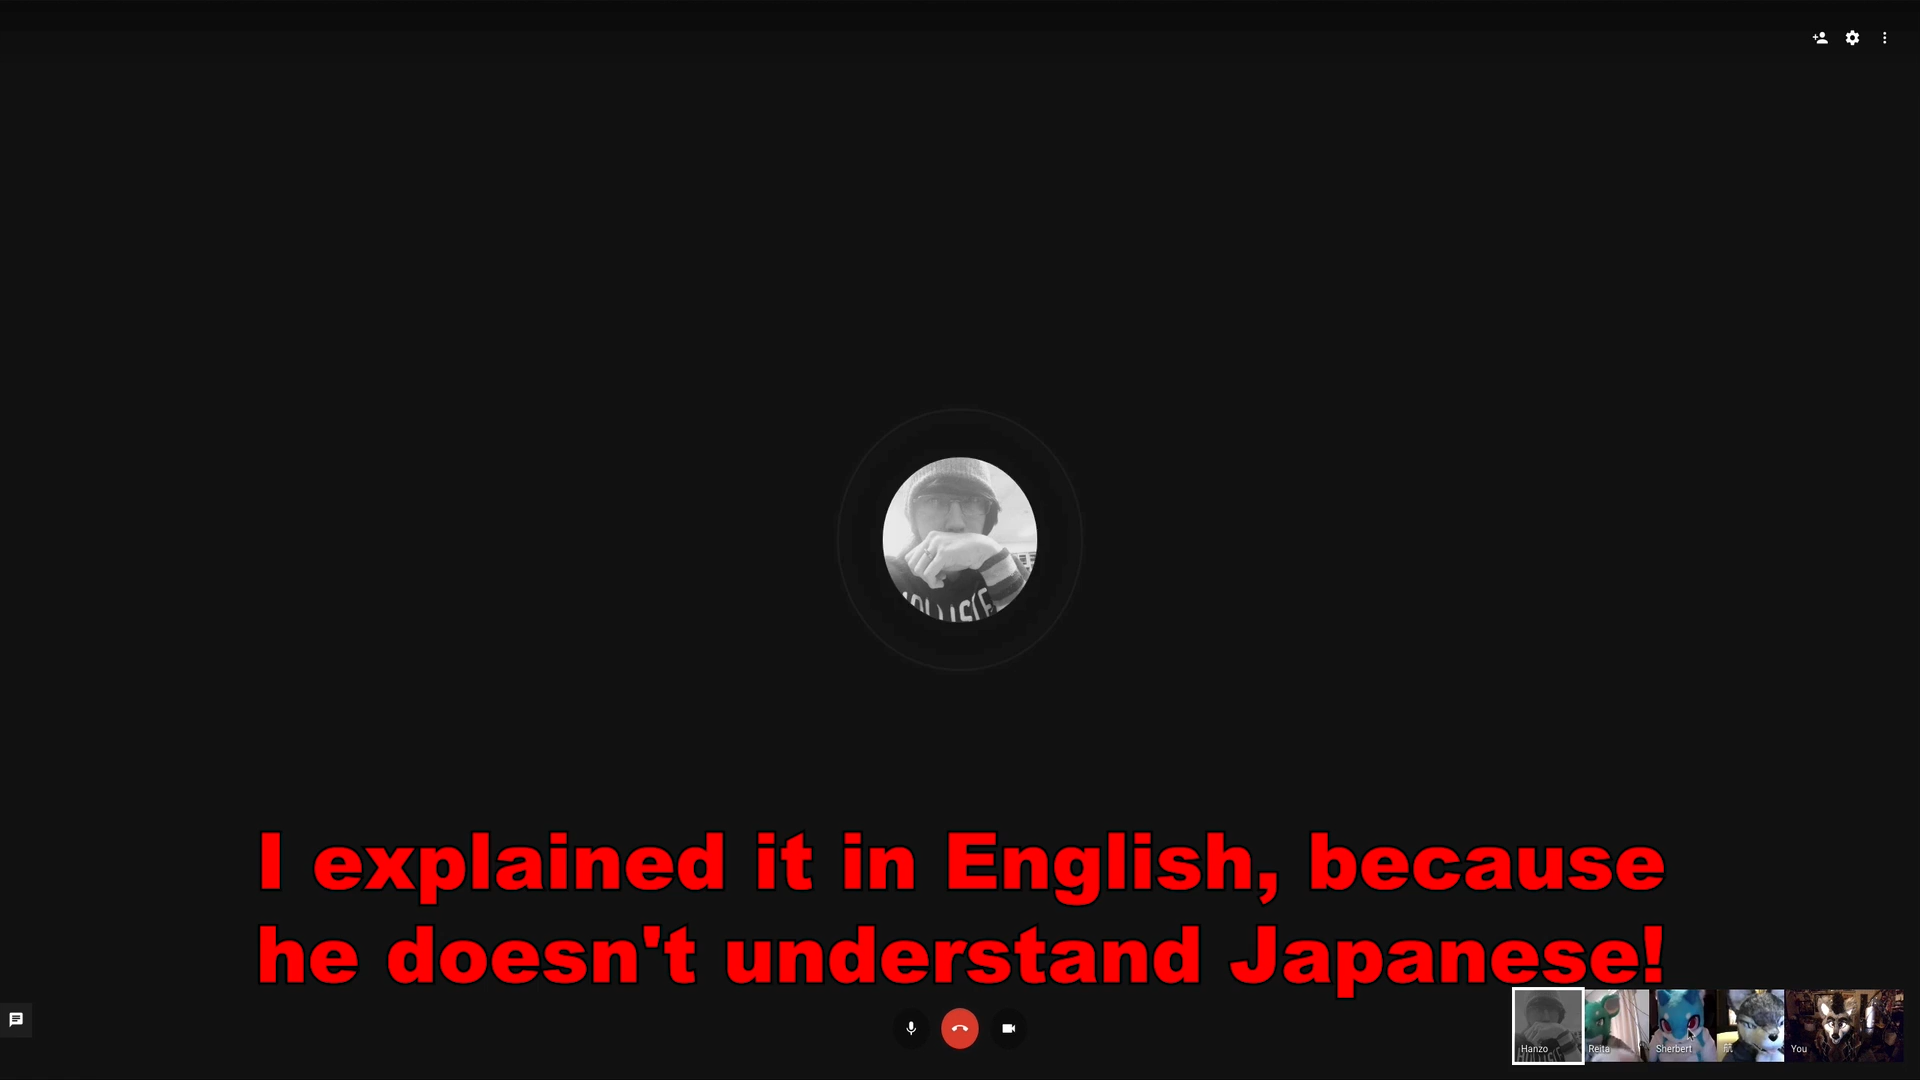 I explained it in English, because
he doesn't understand Japanese!
Hanzo
Reita
Sherbert
You